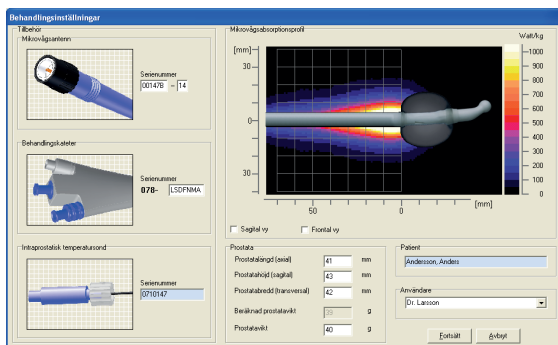 Behandlingsinställningar
Tillbehör
Mikrovågsantenn
Serienummer
00147B - 14
Behandlingskateter
Serienummer
078- LSDFNMA
Intraprostatisk temperatursond
Serienummer
0710147
Mikrovågsabsorptionsprofil
Watt/kg
[mm]
30
0
30
50 0 [mm]
1000
900
800
700
600
500
400
300
200
100
0
Sagital vy Frontal vy
Prostata
Prostatalängd (axial) 41 mm
Prostatahöjd (sagital) 43 mm
Prostatabredd (transversal) 42 mm
Beräknad prostatavikt 39 g
Prostatavikt 40 g
Patient
Andersson, Anders
Användare
Dr. Larsson
Fortsätt Avbryt